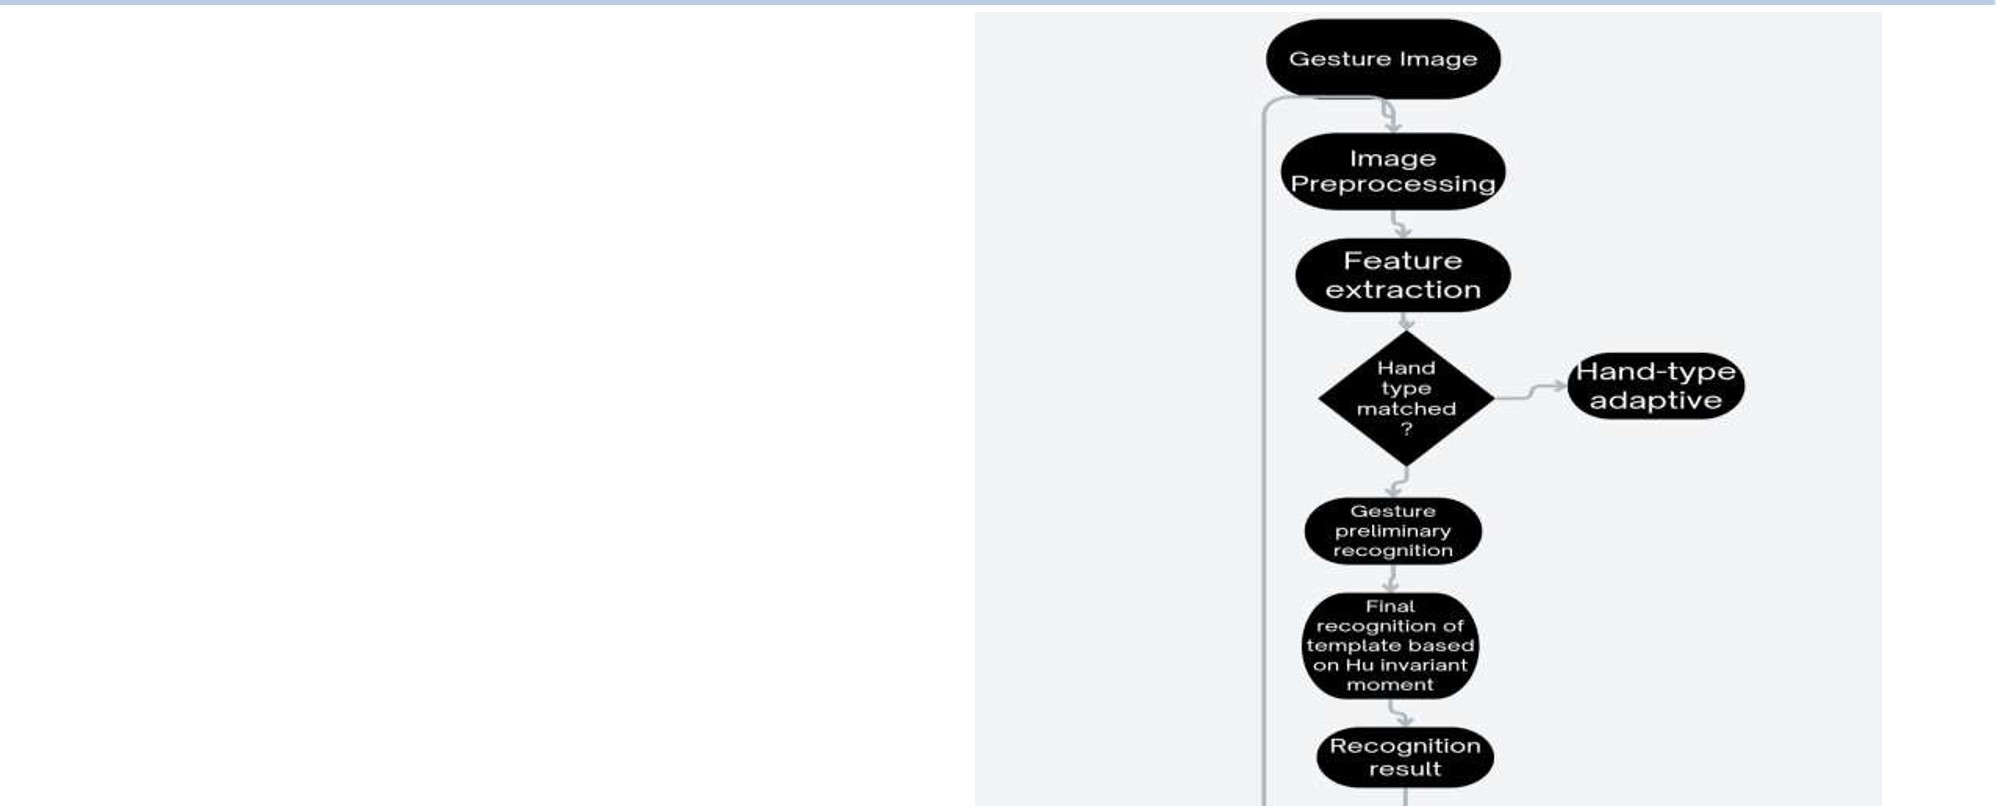 Gesture Image
Image
Preprocessing
Feature
extraction
Hand
type
matched
?
Hand-type
adaptive
Gesture
preliminary
recognition
Final
recognition of
template based
on Hu invariant
moment
Recognition
result